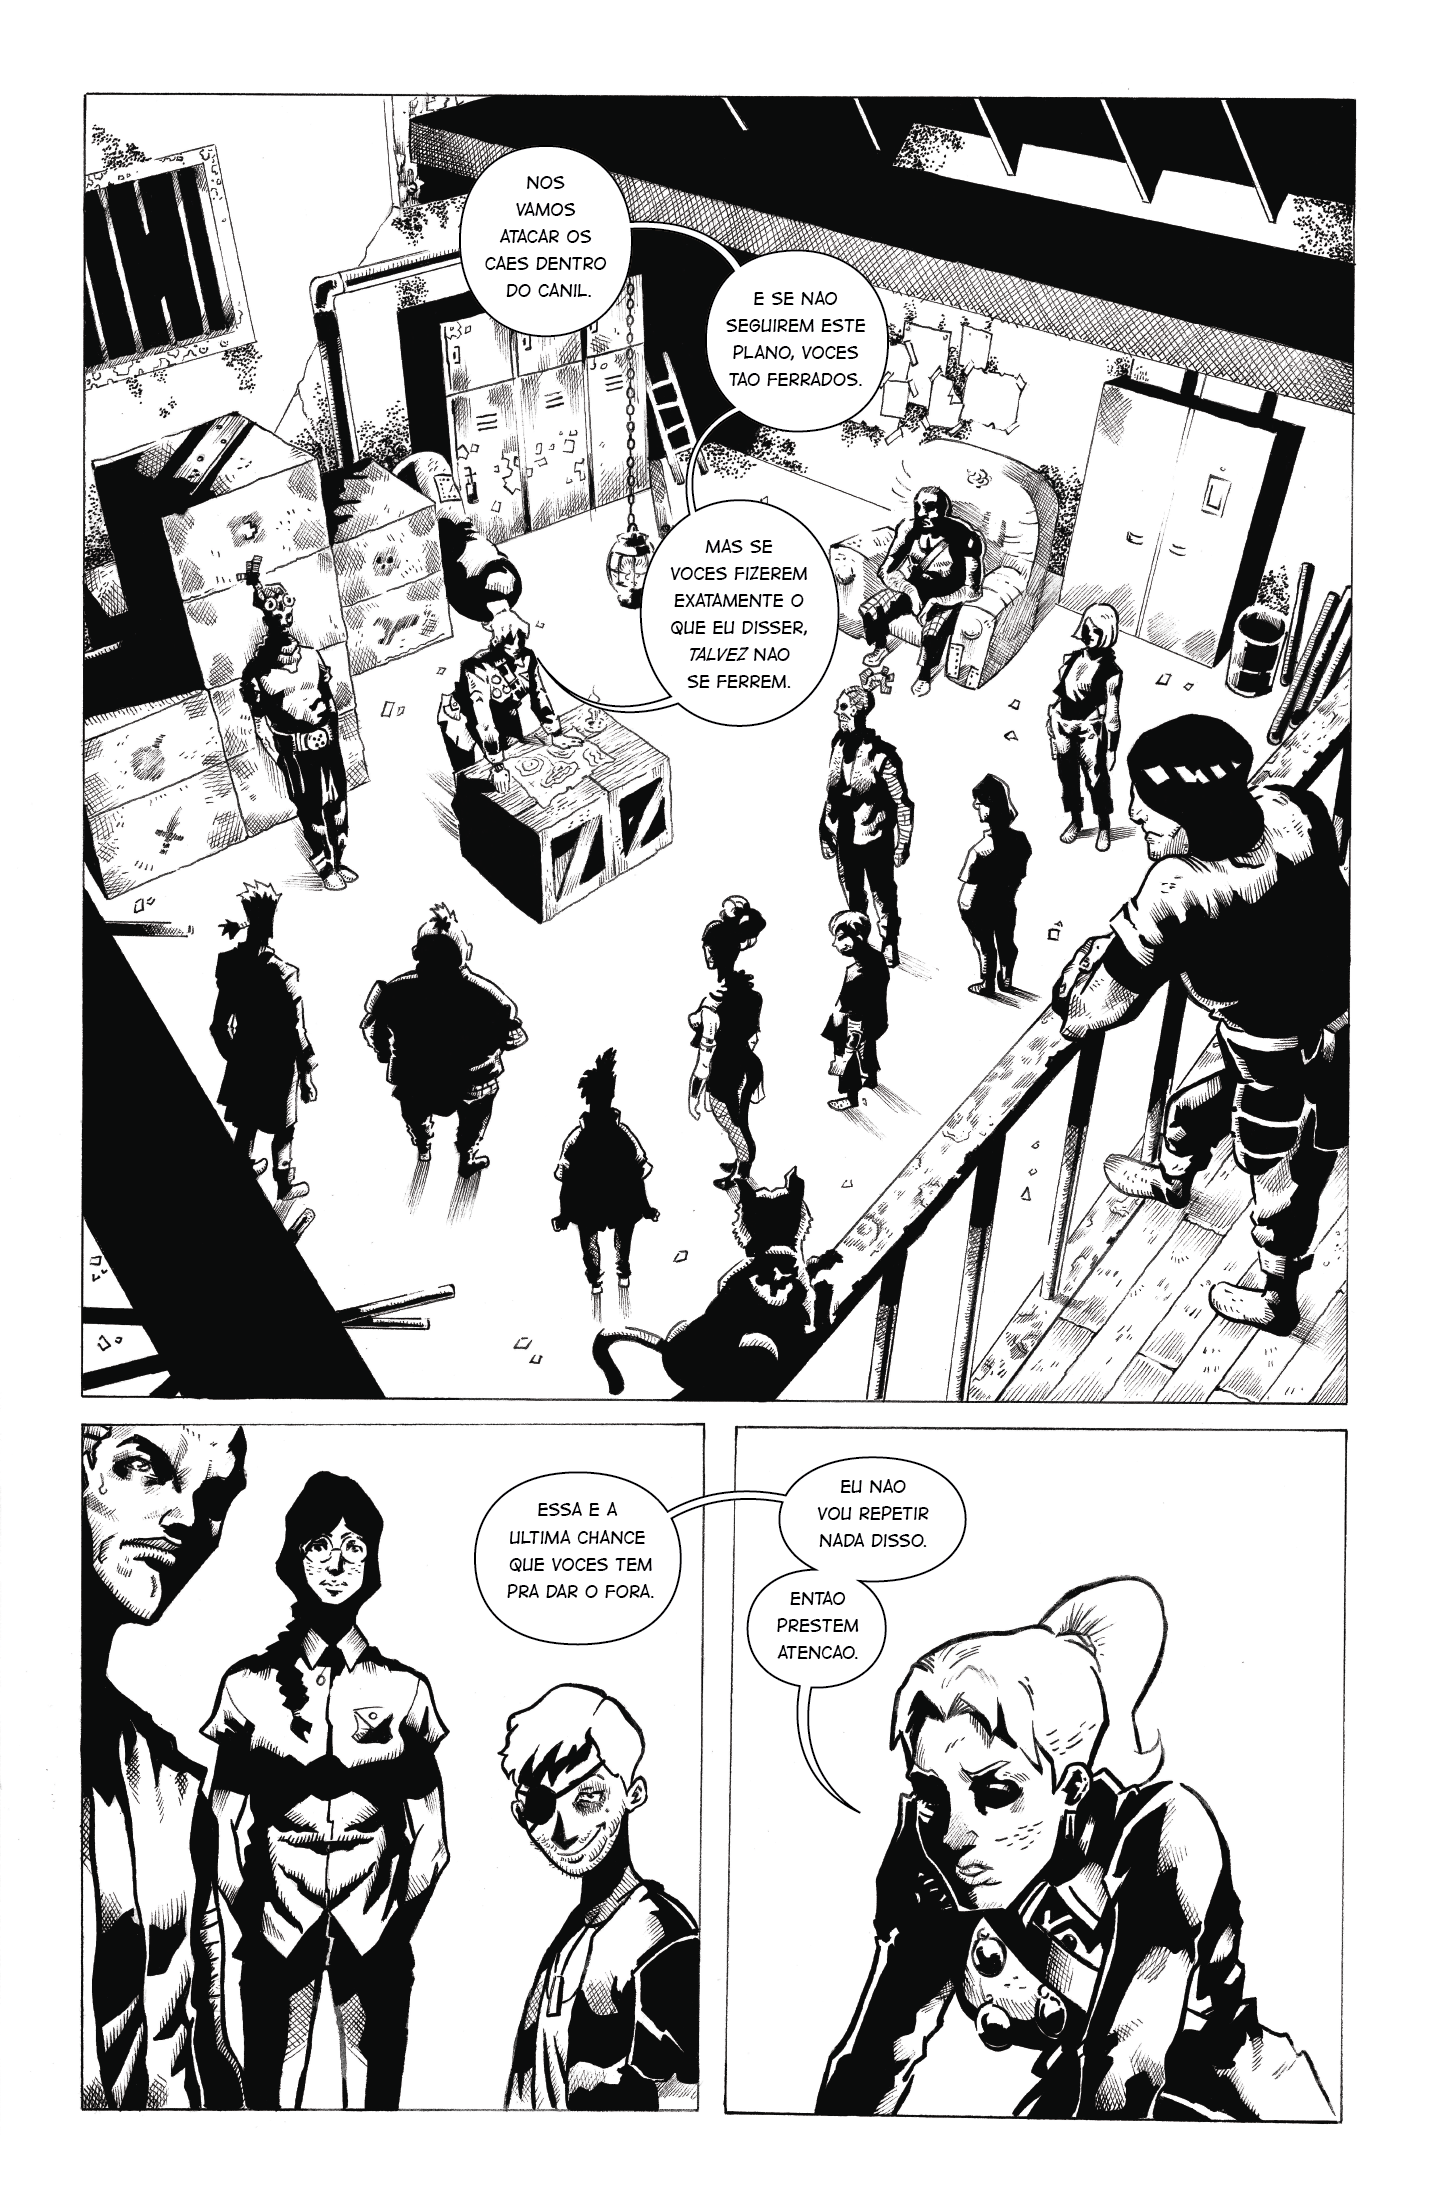 NOS
VAMOS
ATACAR OS
CAES DENTRO
DO CANIL.
E SE NAO
SEGUIREM ESTE
PLANO, VOCES
TAO FERRADOS.
MAS SE
VOCES FIZEREM
EXATAMENTE O
QUE EU DISSER,
TALVEZ NAO
SE FERREM.
ESSA E A
ULTIMA CHANCE
QUE VOCES TEM
PRA DAR O FORA.
EU NAO
VOU REPETIR
NADA DISSO.
ENTAO
PRESTEM
ATENCAO.